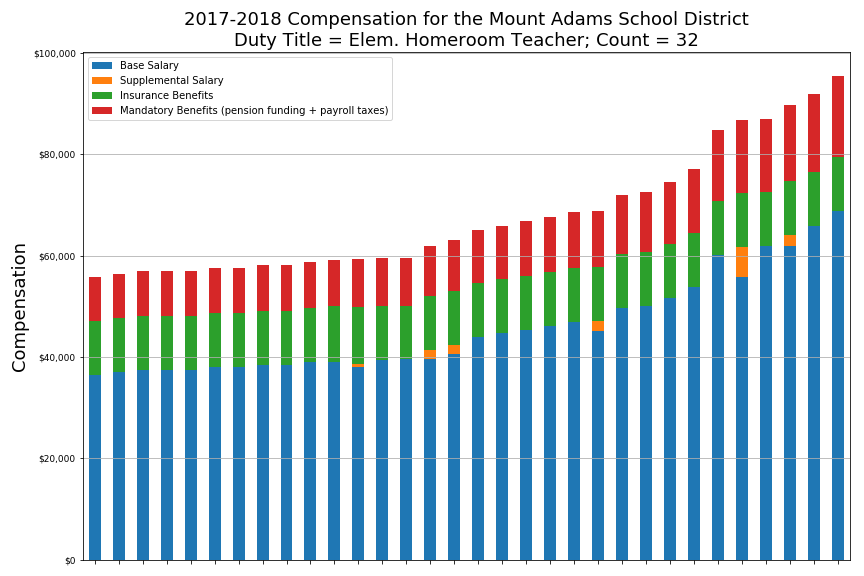 2017-2018 Compensation for the Mount Adams School District
Duty Title = Elem. Homeroom Teacher; Count = 32
$100,000
Base Salary
Supplemental Salary
Insurance Benefits
Mandatory Benefits (pension funding + payroll taxes)
$80,000
$60,000
Compensation
$40,000
$20,000
$0